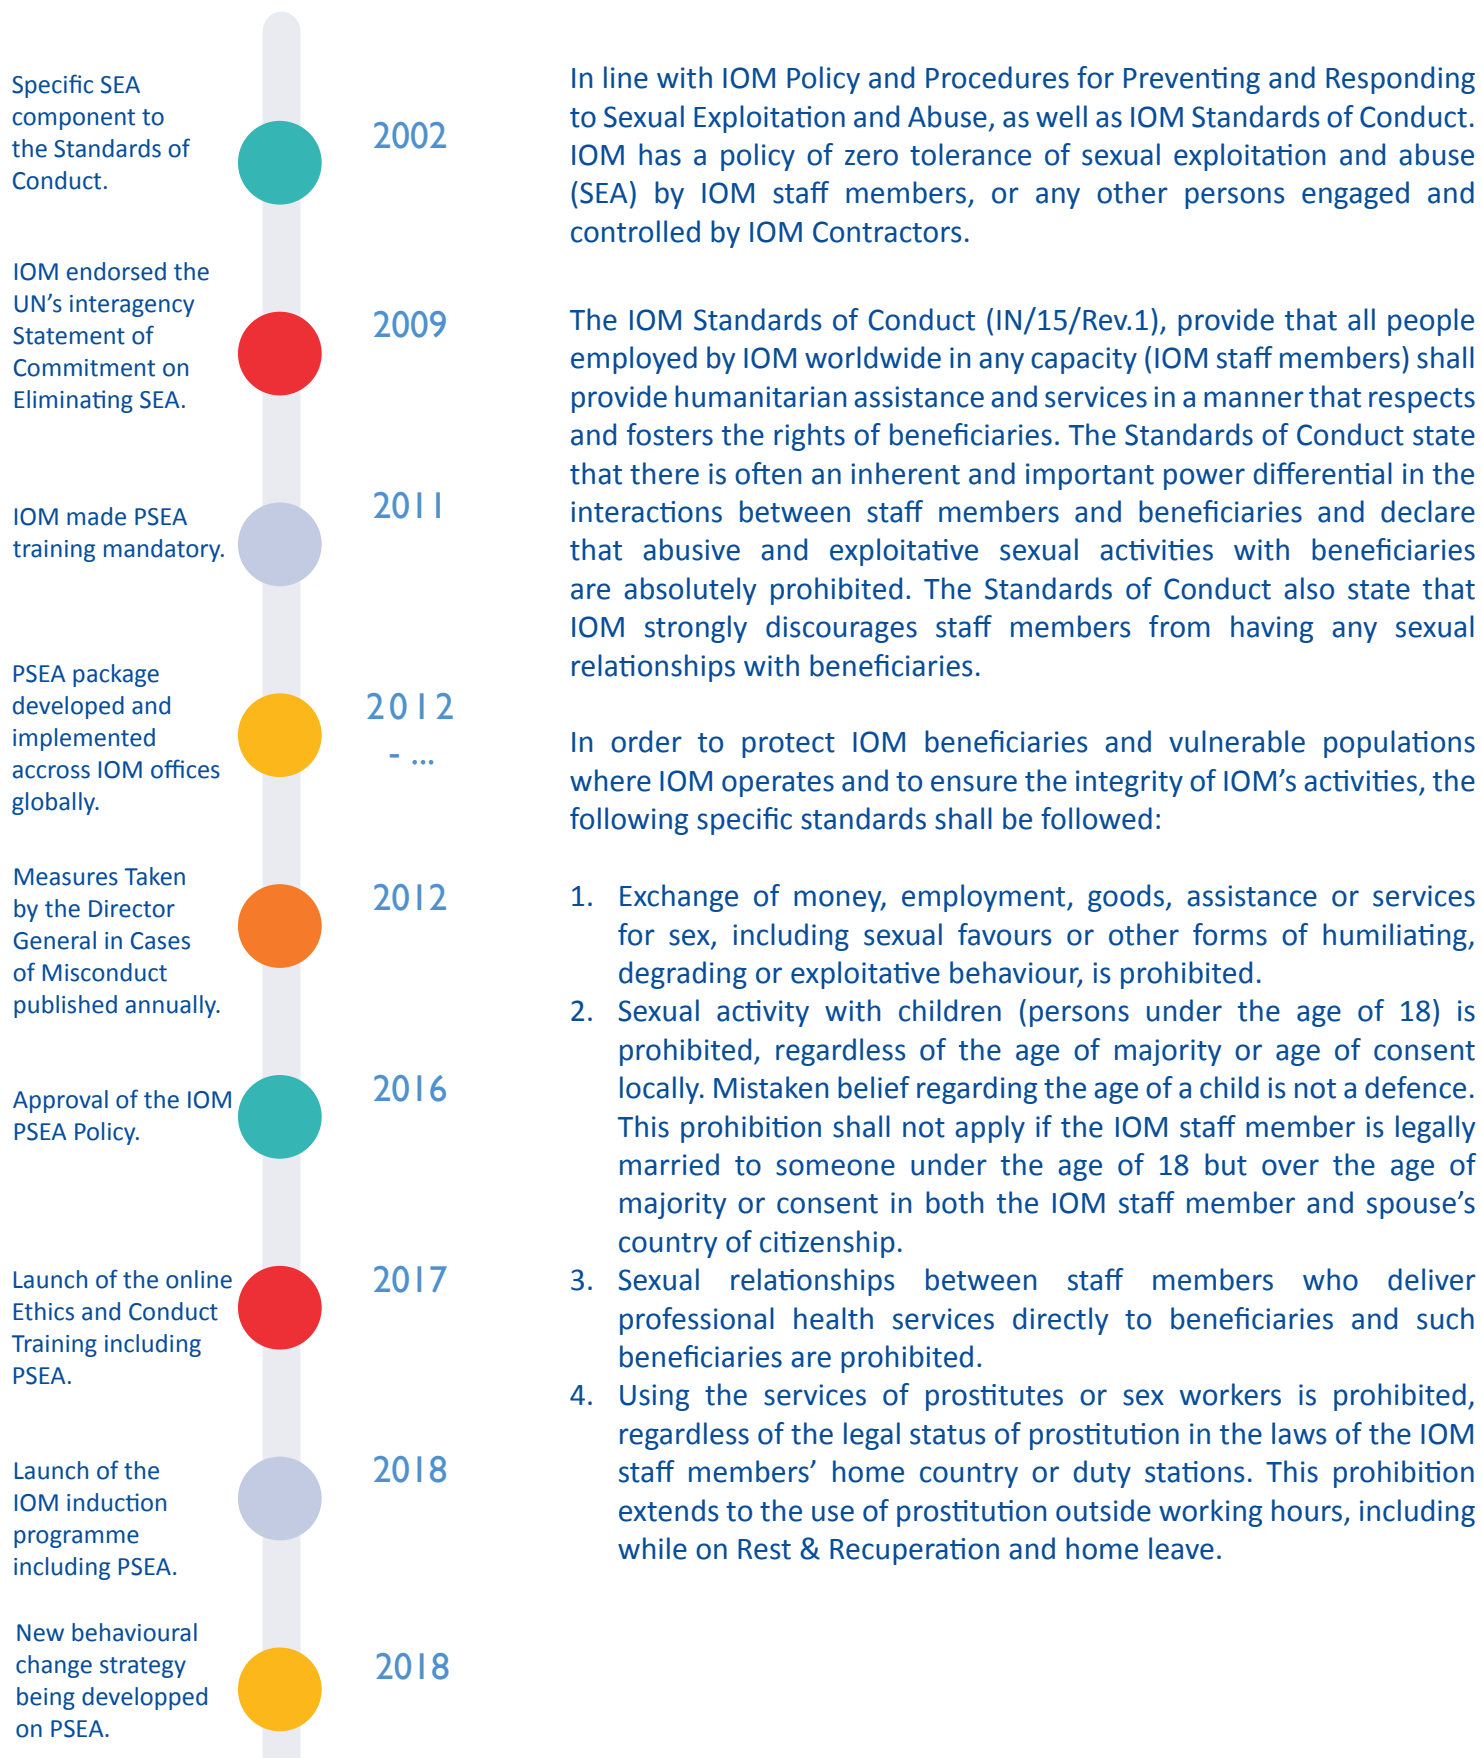 Specific SEA
component to
the Standards of
Conduct.
2002
IOM endorsed the
UN's interagency
Statement of
Commitment on
Eliminating SEA.
2009
IOM made PSEA
training mandatory.
2011
PSEA package
developed and
implemented
accross IOM offices
globally.
2012
- ...
Measures Taken
by the Director
General in Cases
of Misconduct
published annually.
2012
Approval of the IOM
PSEA Policy.
2016
Launch of the online
Ethics and Conduct
Training including
PSEA.
2017
Launch of the
IOM induction
programme
including PSEA.
2018
New behavioural
change strategy
being developped
on PSEA.
2018
In line with IOM Policy and Procedures for Preventing and Responding
to Sexual Exploitation and Abuse, as well as IOM Standards of Conduct.
IOM has a policy of zero tolerance of sexual exploitation and abuse
(SEA) by IOM staff members, or any other persons engaged and
controlled by IOM Contractors.
The IOM Standards of Conduct (IN/15/Rev.1), provide that all people
employed by IOM worldwide in any capacity (IOM staff members) shall
provide humanitarian assistance and services in a manner that respects
and fosters the rights of beneficiaries. The Standards of Conduct state
that there is often an inherent and important power differential in the
interactions between staff members and beneficiaries and declare
that abusive and exploitative sexual activities with beneficiaries
are absolutely prohibited. The Standards of Conduct also state that
IOM strongly discourages staff members from having any sexual
relationships with beneficiaries.
In order to protect IOM beneficiaries and vulnerable populations
where IOM operates and to ensure the integrity of IOM's activities, the
following specific standards shall be followed:
1. Exchange of money, employment, goods, assistance or services
for sex, including sexual favours or other forms of humiliating,
degrading or exploitative behaviour, is prohibited.
2. Sexual activity with children (persons under the age of 18) is
prohibited, regardless of the age of majority or age of consent
locally. Mistaken belief regarding the age of a child is not a defence.
This prohibition shall not apply if the IOM staff member is legally
married to someone under the age of 18 but over the age of
majority or consent in both the IOM staff member and spouse's
country of citizenship.
3. Sexual relationships between staff members who deliver
professional health services directly to beneficiaries and such
beneficiaries are prohibited.
4. Using the services of prostitutes or sex workers is prohibited,
regardless of the legal status of prostitution in the laws of the IOM
staff members' home country or duty stations. This prohibition
extends to the use of prostitution outside working hours, including
while on Rest & Recuperation and home leave.